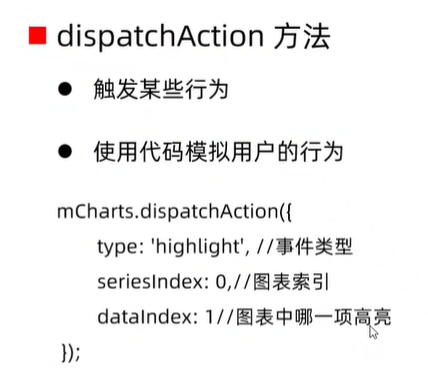 dispatchAction 方法
触发某些行为
使用代码模拟用户的行为
mCharts.dispatchAction({
type: 'highlight', //事件类型
seriesIndex: 0,//图表索引
dataIndex: 1//图表中哪一项高亮
});